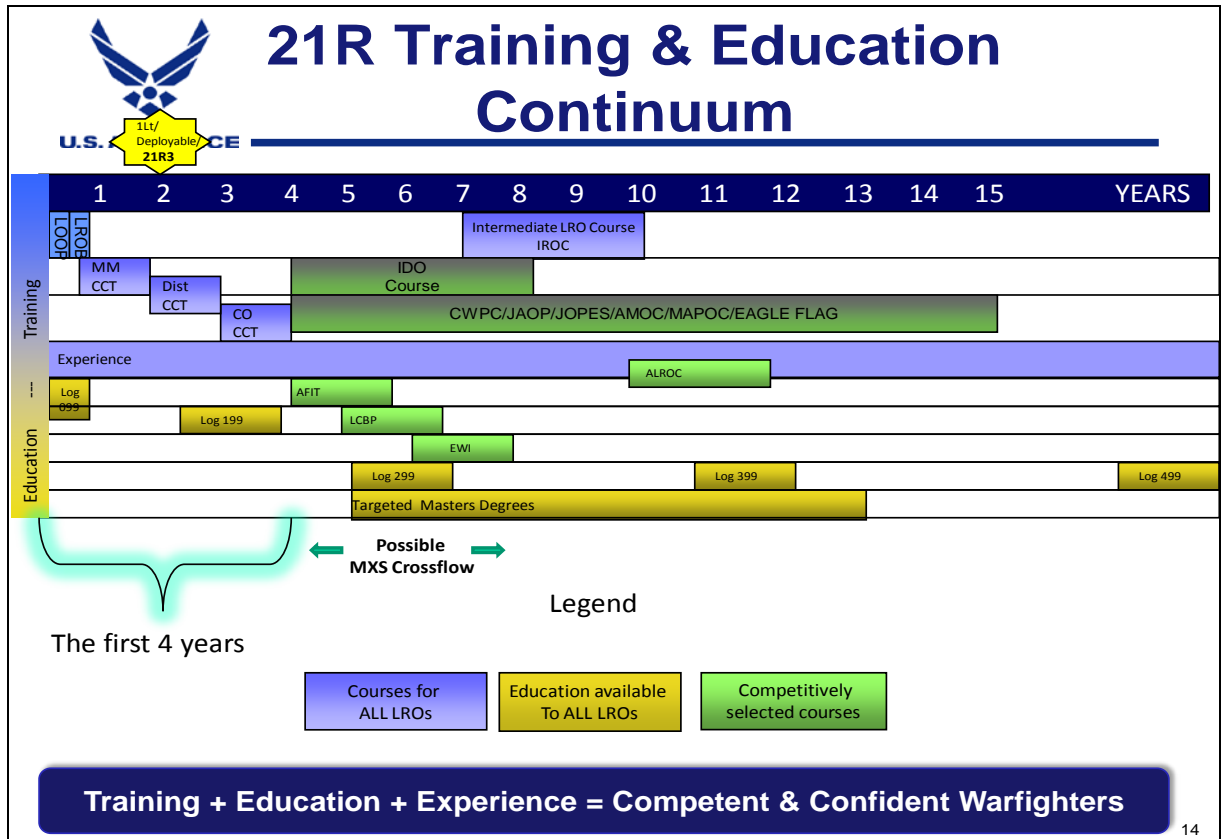 21R Training & Education
Continuum
U.S. CE
1Lt/
Deployable/
21R3
1 2 3 4 5 6 7 8 9 10 11 12 13 14 15 YEARS
LOOP
LROB
Intermediate LRO Course
IROC
MM
CCT
Dist
CCT
CO
CCT
IDO
Course
CWPC/JAOP/JOPES/AMOC/MAPOC/EAGLE FLAG
Education --- Training
Experience
ALROC
Log
099
AFIT
Log 199
LCBP
EWI
Log 299
Log 399
Log 499
Targeted Masters Degrees
Possible
MXS Crossflow
Legend
The first 4 years
Courses for
ALL LROs
Education available
To ALL LROs
Competitively
selected courses
Training + Education + Experience = Competent & Confident Warfighters
14